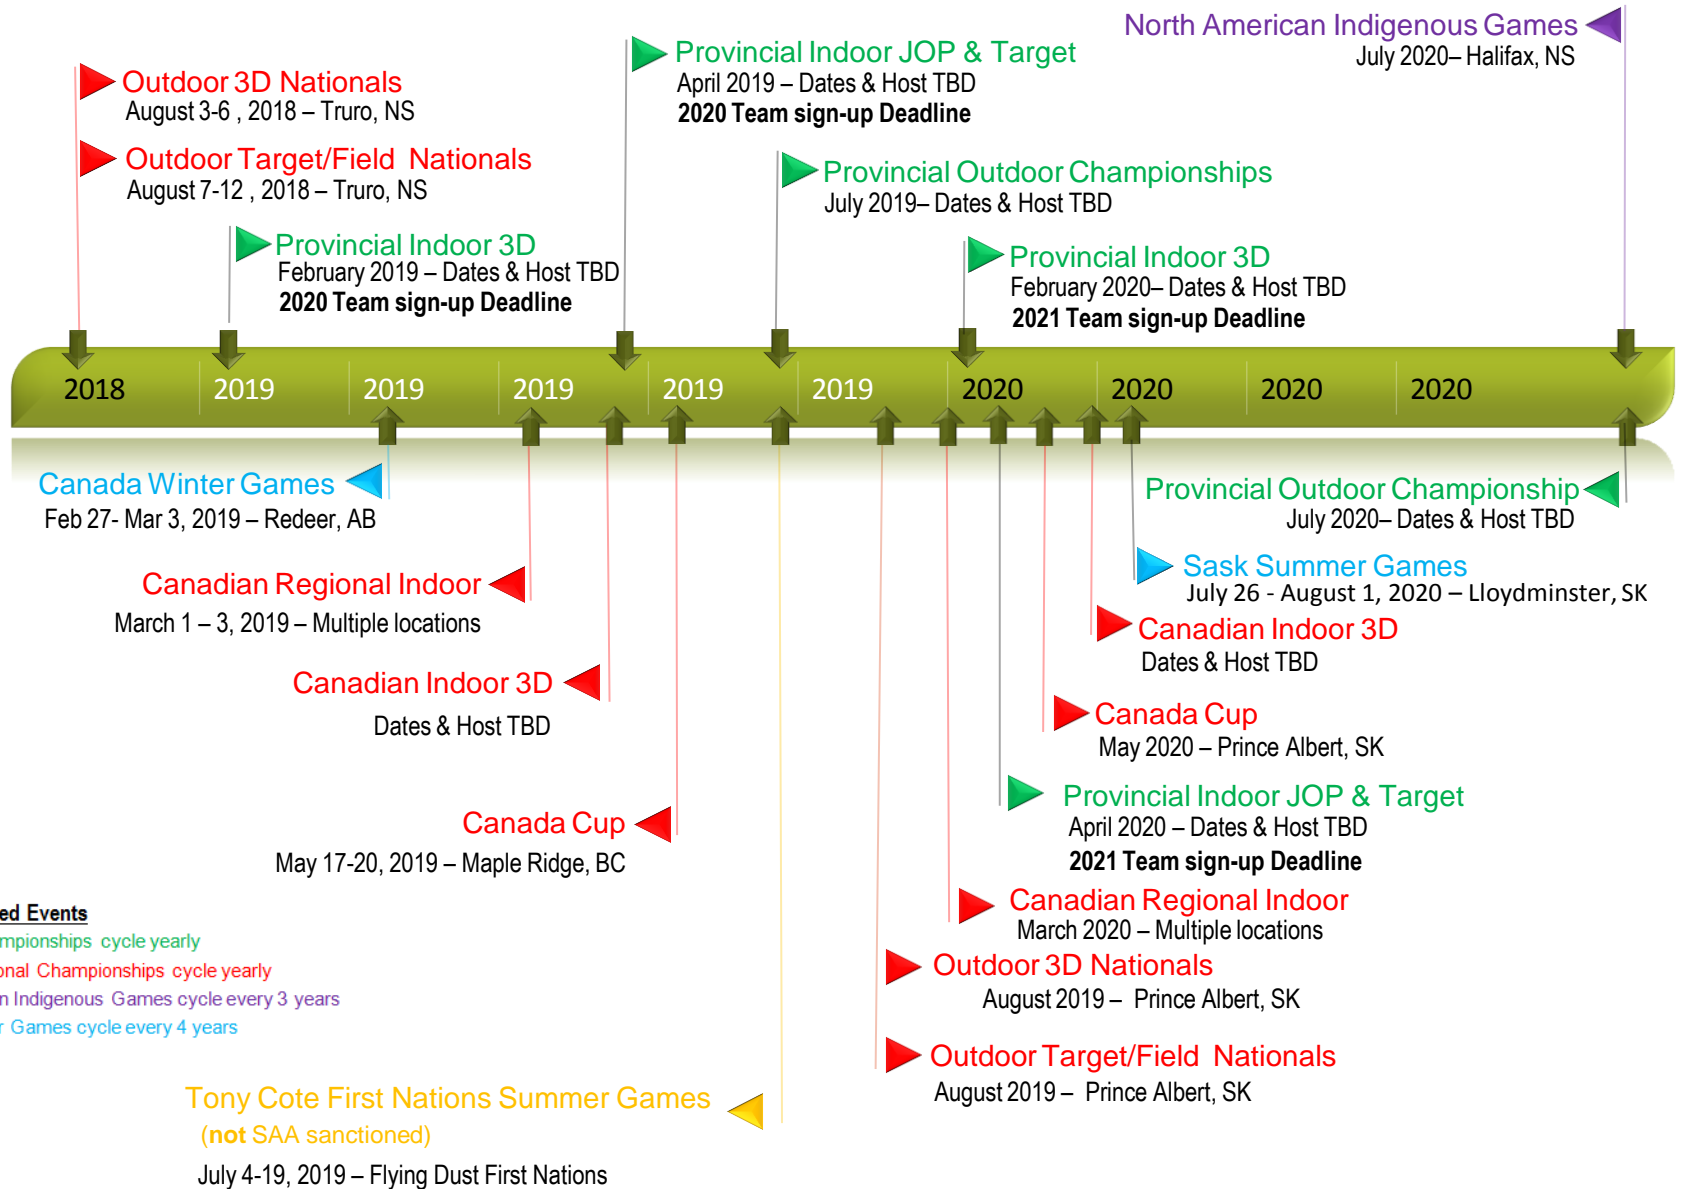 North American Indigenous Games
July 2020– Halifax, NS
Provincial Indoor JOP & Target
April 2019 – Dates & Host TBD
2020 Team sign-up Deadline
Outdoor 3D Nationals
August 3-6 , 2018 – Truro, NS
Outdoor Target/Field Nationals
August 7-12 , 2018 – Truro, NS
Provincial Outdoor Championships
July 2019– Dates & Host TBD
Provincial Indoor 3D
February 2019 – Dates & Host TBD
2020 Team sign-up Deadline
Provincial Indoor 3D
February 2020– Dates & Host TBD
2021 Team sign-up Deadline
2018 2019 2019 2019 2019 2019 2020 2020 2020 2020
Canada Winter Games
Feb 27- Mar 3, 2019 – Redeer, AB
Provincial Outdoor Championship
July 2020– Dates & Host TBD
Canadian Regional Indoor
March 1 – 3, 2019 – Multiple locations
Sask Summer Games
July 26 - August 1, 2020 – Lloydminster, SK
Canadian Indoor 3D
Dates & Host TBD
Canadian Indoor 3D
Dates & Host TBD
Canada Cup
May 2020 – Prince Albert, SK
Canada Cup
May 17-20, 2019 – Maple Ridge, BC
Provincial Indoor JOP & Target
April 2020 – Dates & Host TBD
2021 Team sign-up Deadline
Canadian Regional Indoor
March 2020 – Multiple locations
ed Events
mpionships cycle yearly
onal Championships cycle yearly
n Indigenous Games cycle every 3 years
r Games cycle every 4 years
Outdoor 3D Nationals
August 2019 – Prince Albert, SK
Outdoor Target/Field Nationals
August 2019 – Prince Albert, SK
Tony Cote First Nations Summer Games
(not SAA sanctioned)
July 4-19, 2019 – Flying Dust First Nations